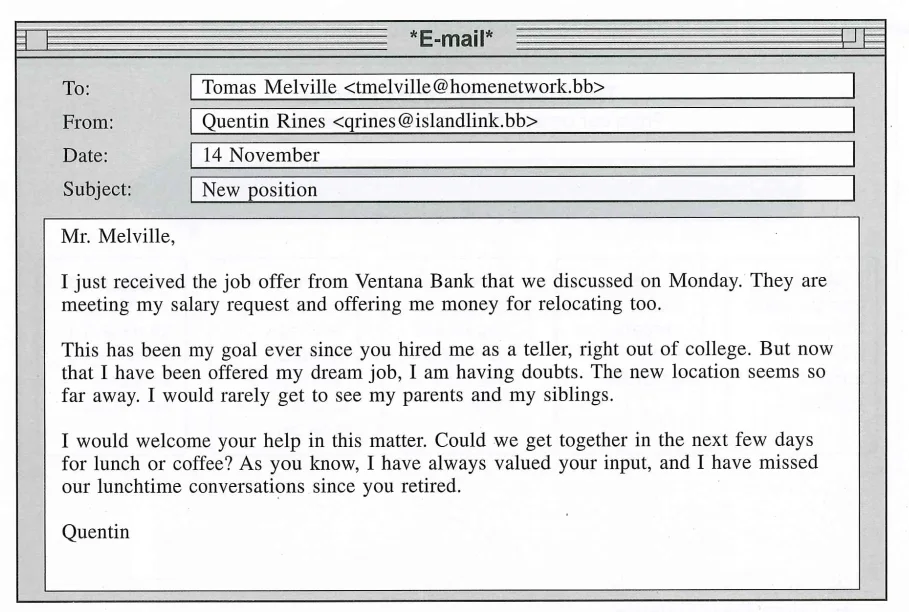 *E-mail*
To:
Tomas Melville <tmelville@homenetwork.bb>
From:
Quentin Rines <qrines@islandlink.bb>
Date:
14 November
Subject:
New position
Mr. Melville,
I just received the job offer from Ventana Bank that we discussed on Monday. They are
meeting my salary request and offering me money for relocating too.
This has been my goal ever since you hired me as a teller, right out of college. But now
that I have been offered my dream job, I am having doubts. The new location seems so
far away. I would rarely get to see my parents and my siblings.
I would welcome your help in this matter. Could we get together in the next few days
for lunch or coffee? As you know, I have always valued your input, and I have missed
our lunchtime conversations since you retired.
Quentin